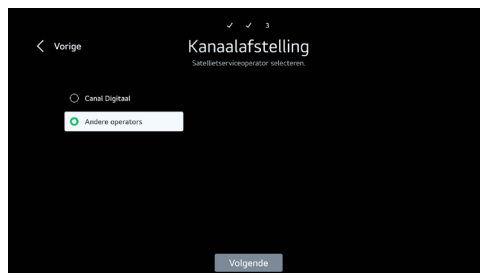 3
Vorige
Kanaalafstelling
Satellietserviceoperator selecteren.
Canal Digitaal
Andere operators
Volgende